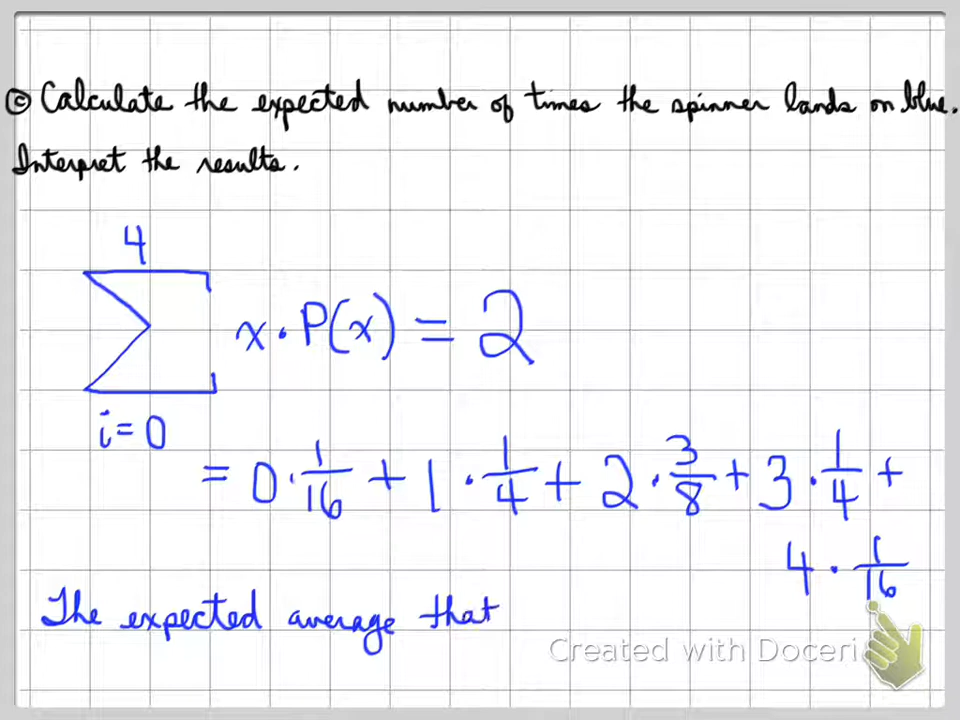 ⓒ Calculate the expected number of times the spinner lands on blue.
Interpret the results.
4
∑ x · P(x) = 2
i = 0
= 0 · 1/16 + 1 · 1/4 + 2 · 3/8 + 3 · 1/4 +
4 · 1/16
The expected average that
Created with Doceri